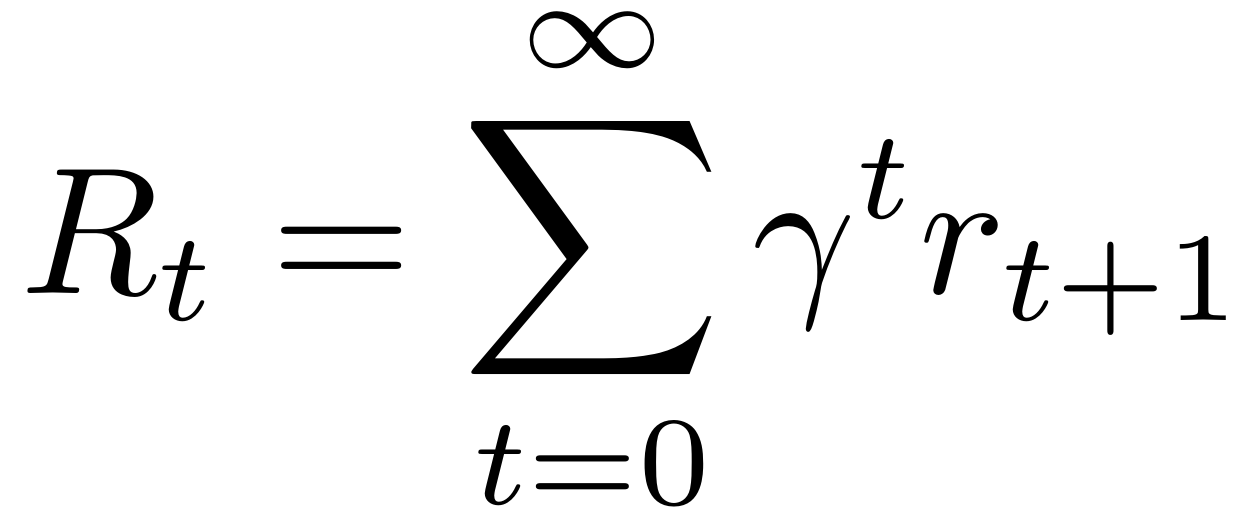 R_t = \sum_{t=0}^{\infty} \gamma^t r_{t+1}